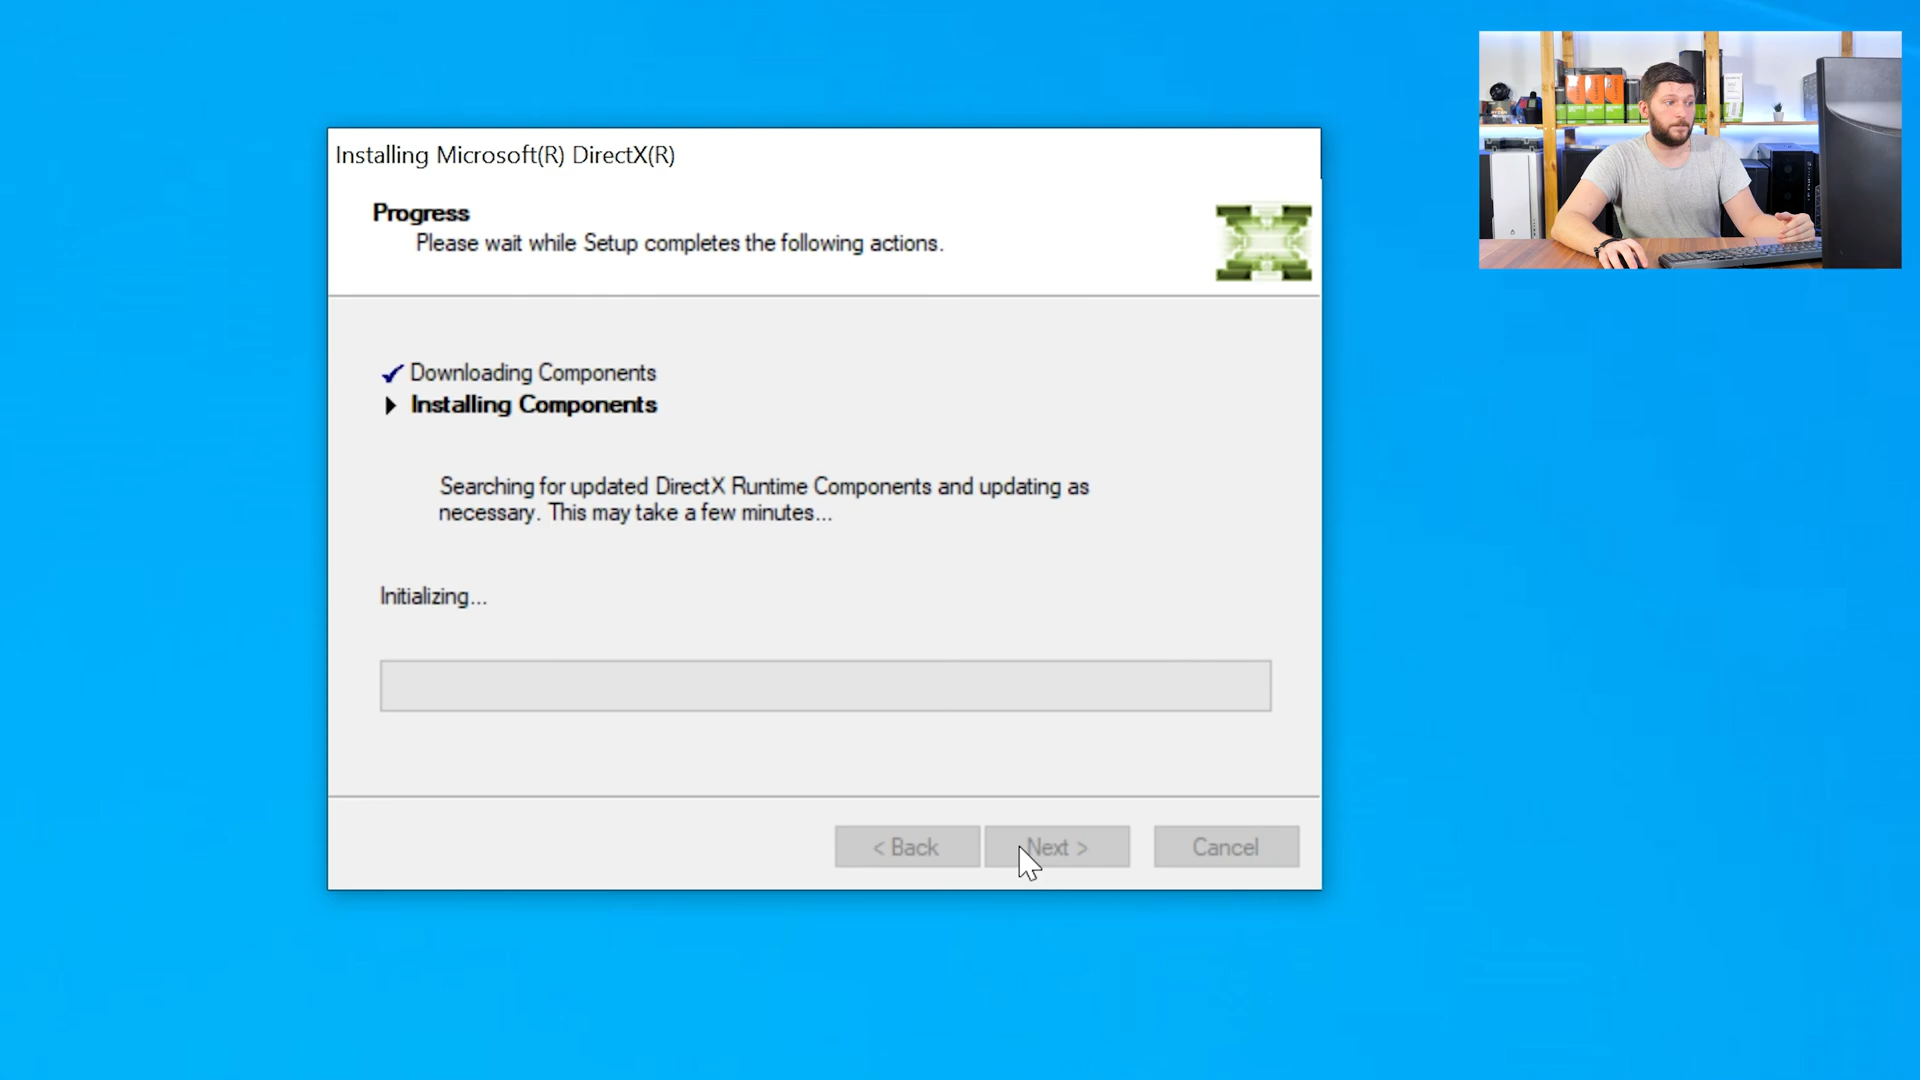 Installing Microsoft(R) DirectX(R)
Progress
Please wait while Setup completes the following actions.
Downloading Components
Installing Components
Searching for updated DirectX Runtime Components and updating as
necessary. This may take a few minutes...
Initializing...
< Back
Next >
Cancel